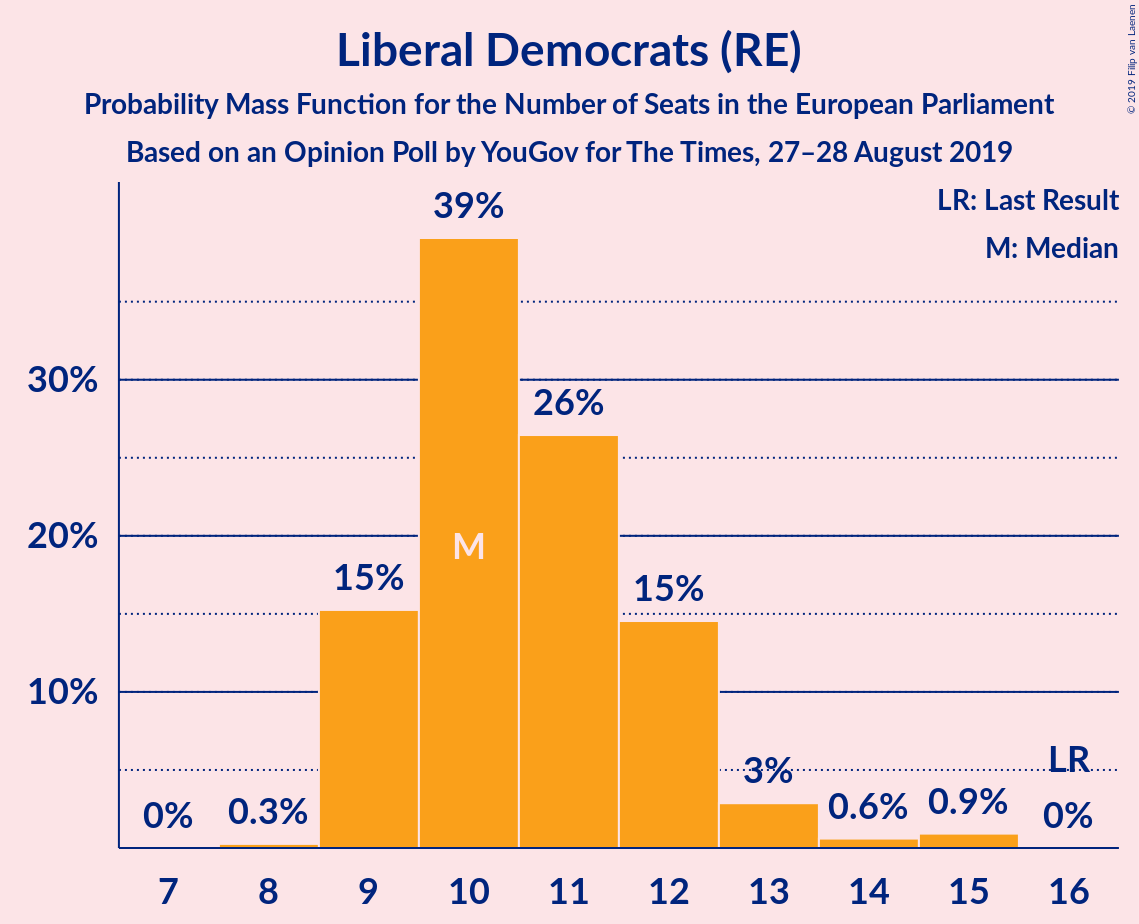 Liberal Democrats (RE)
Probability Mass Function for the Number of Seats in the European Parliament
Based on an Opinion Poll by YouGov for The Times, 27–28 August 2019
© 2019 Filip van Laenen
LR: Last Result
M: Median
39%
30%
26%
20%
M
15%
15%
10%
LR
3%
0%
0.3%
0.6%
0.9%
0%
7 8 9 10 11 12 13 14 15 16